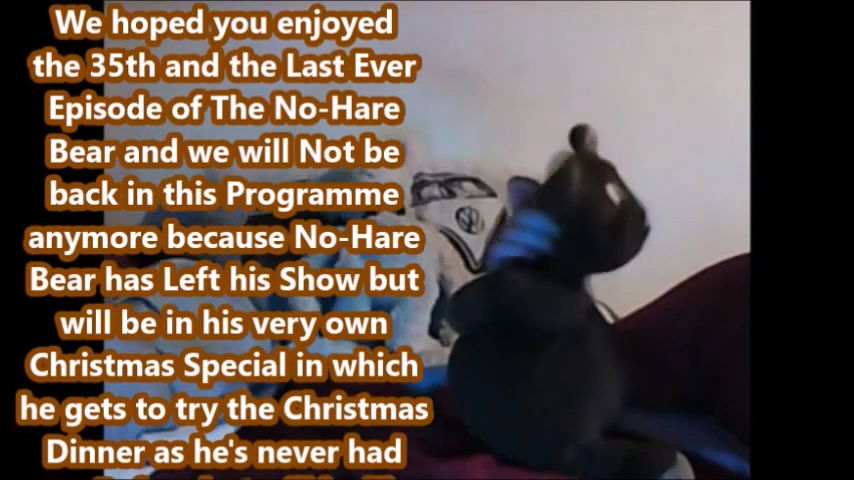 We hoped you enjoyed
the 35th and the Last Ever
Episode of The No-Hare
Bear and we will Not be
back in this Programme
anymore because No-Hare
Bear has Left his Show but
will be in his very own
Christmas Special in which
he gets to try the Christmas
Dinner as he's never had